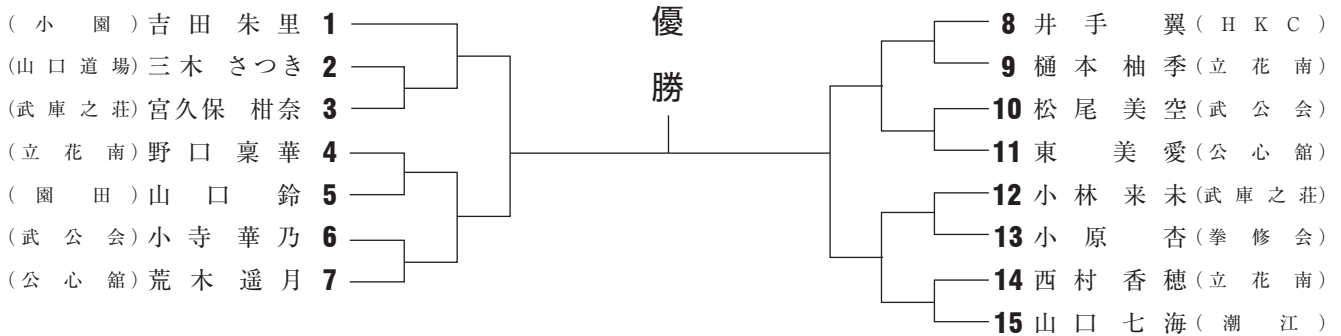 優勝
(小園) 吉田朱里 1
(山口道場) 三木さつき 2
(武庫之荘) 宮久保柑奈 3
(立花南) 野口稟華 4
(園田) 山口鈴 5
(武公会) 小寺華乃 6
(公心舘) 荒木遥月 7
8 井手翼 (HKC)
9 樋本柚季 (立花南)
10 松尾美空 (武公会)
11 東美愛 (公心舘)
12 小林来未 (武庫之荘)
13 小原杏 (拳修会)
14 西村香穂 (立花南)
15 山口七海 (潮江)